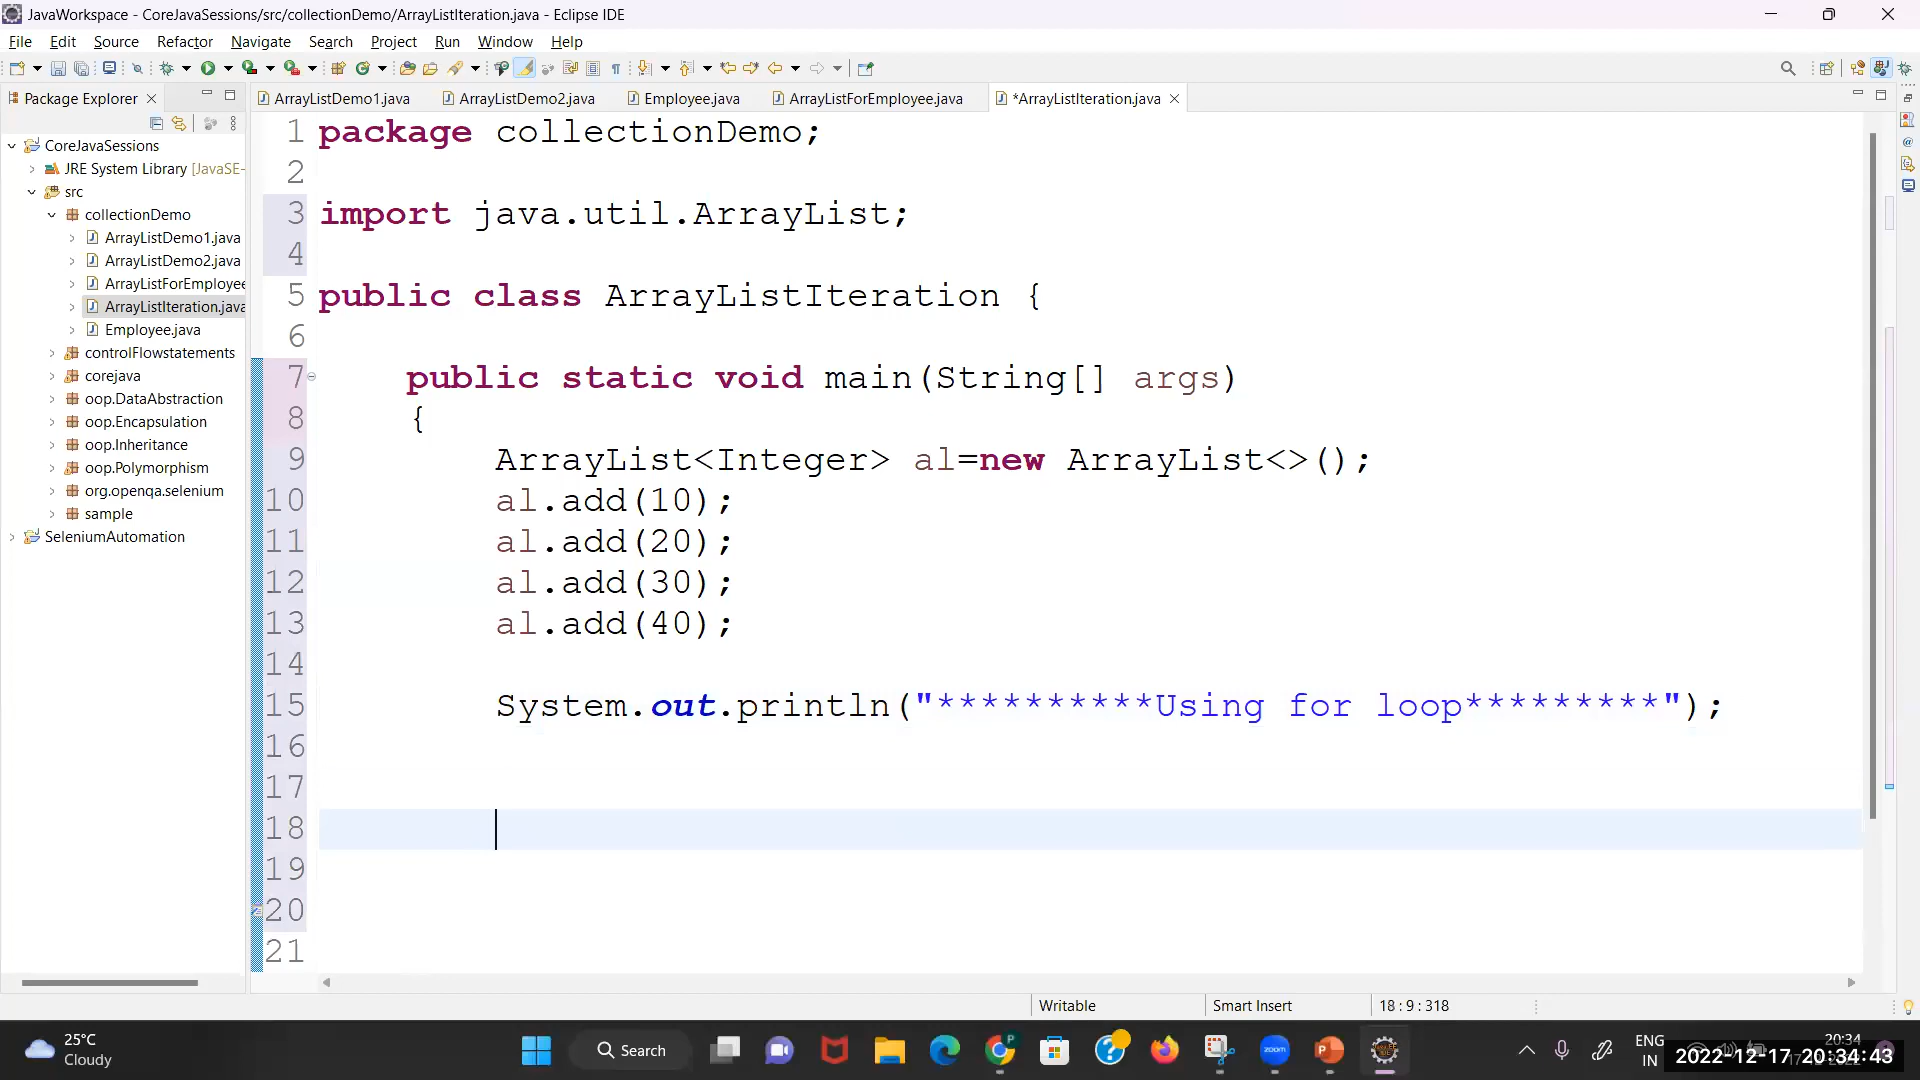 JavaWorkspace - CoreJavaSessions/src/collectionDemo/ArrayListIteration.java - Eclipse IDE
File Edit Source Refactor Navigate Search Project Run Window Help
Package Explorer
ArrayListDemo1.java ArrayListDemo2.java Employee.java ArrayListForEmployee.java *ArrayListIteration.java
CoreJavaSessions
JRE System Library [JavaSE-
src
collectionDemo
ArrayListDemo1.java
ArrayListDemo2.java
ArrayListForEmployee
ArrayListIteration.java
Employee.java
controlFlowstatements
corejava
oop.DataAbstraction
oop.Encapsulation
oop.Inheritance
oop.Polymorphism
org.openqa.selenium
sample
SeleniumAutomation
1 package collectionDemo;
2
3 import java.util.ArrayList;
4
5 public class ArrayListIteration {
6
7 public static void main(String[] args)
8 {
9 ArrayList<Integer> al=new ArrayList<>();
10 al.add(10);
11 al.add(20);
12 al.add(30);
13 al.add(40);
14
15 System.out.println("**********Using for loop*********");
16
17
18
19
20
21
Writable Smart Insert 18 : 9 : 318
25°C
Cloudy
Search
zoom
ENG
IN
20:34
2022-12-17 20:34:43